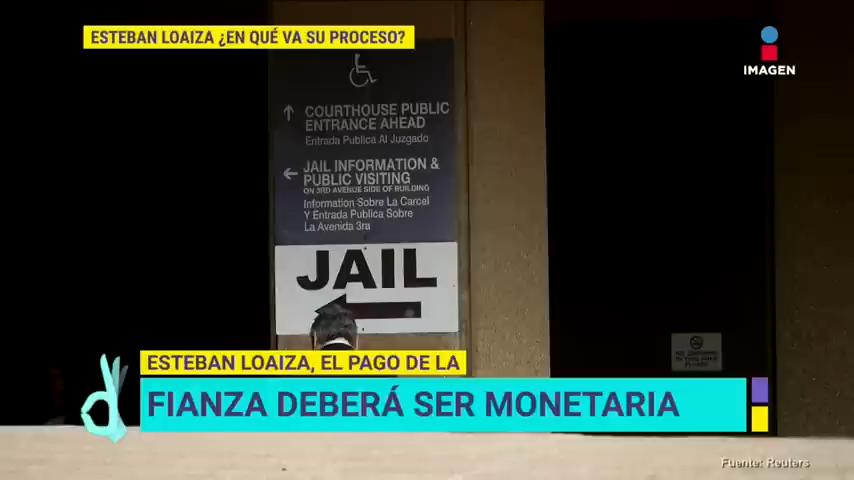 ESTEBAN LOAIZA ¿EN QUÉ VA SU PROCESO?
IMAGEN
COURTHOUSE PUBLIC
ENTRANCE AHEAD
Entrada Publica Al Juzgado
JAIL INFORMATION &
PUBLIC VISITING
ON 3RD AVENUE SIDE OF BUILDING
Information Sobre La Carcel
Y Entrada Publica Sobre
La Avenida 3ra
JAIL
ESTEBAN LOAIZA, EL PAGO DE LA
FIANZA DEBERÁ SER MONETARIA
Fuente: Reuters